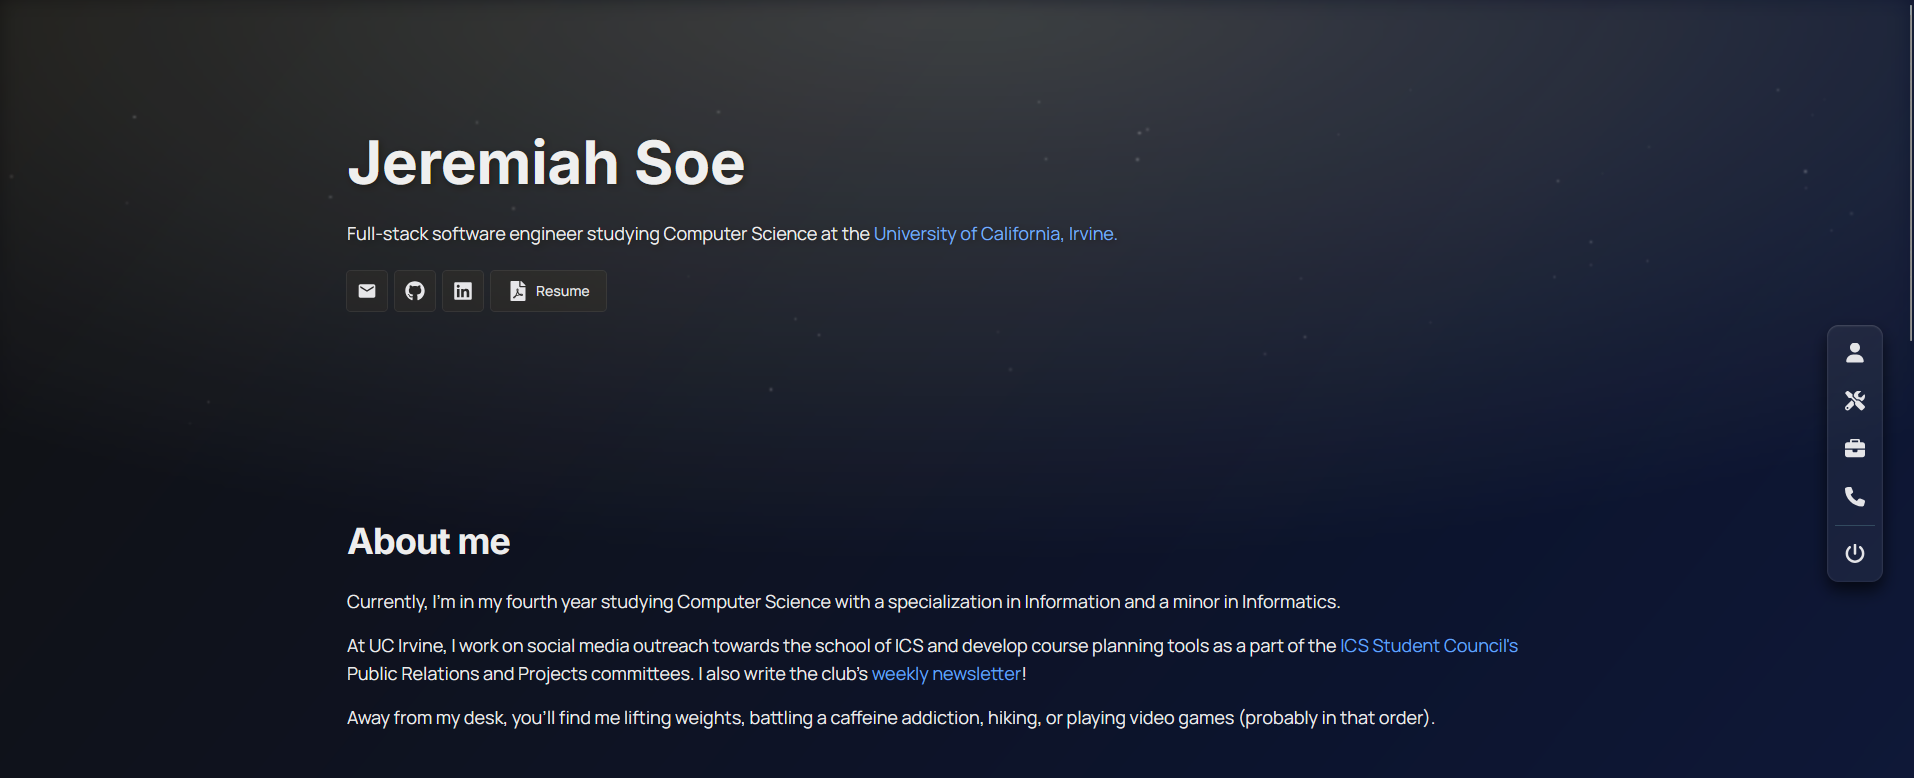 Jeremiah Soe
Full-stack software engineer studying Computer Science at the University of California, Irvine.
Resume
About me
Currently, I'm in my fourth year studying Computer Science with a specialization in Information and a minor in Informatics.
At UC Irvine, I work on social media outreach towards the school of ICS and develop course planning tools as a part of the ICS Student Council's
Public Relations and Projects committees. I also write the club's weekly newsletter!
Away from my desk, you'll find me lifting weights, battling a caffeine addiction, hiking, or playing video games (probably in that order).